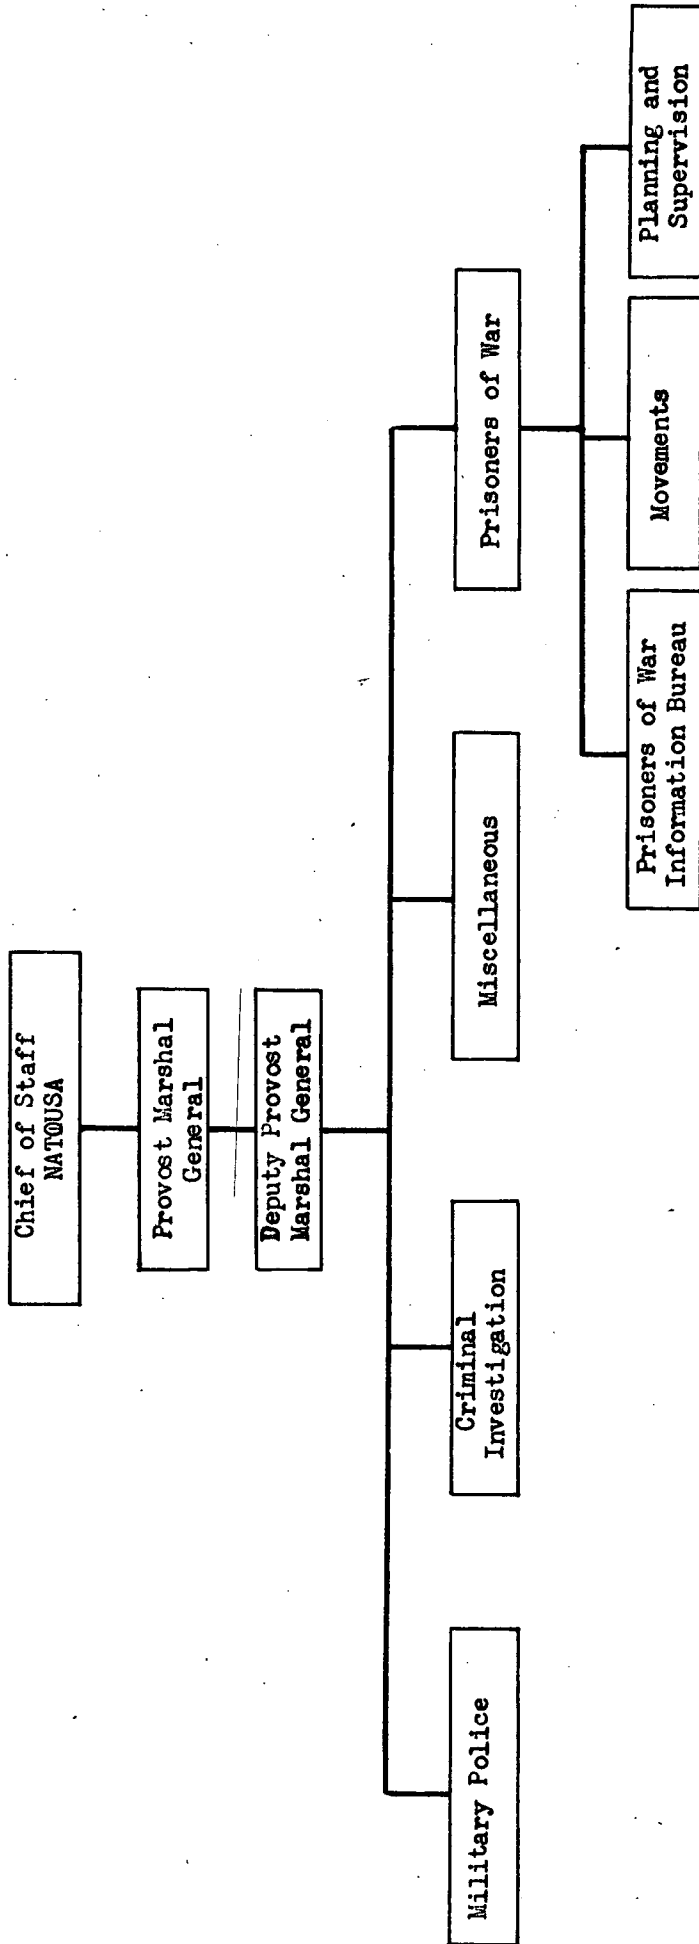 Chief of Staff
NATOUSA
Provost Marshal
General
Deputy Provost
Marshal General
Military Police
Criminal
Investigation
Miscellaneous
Prisoners of War
Prisoners of War
Information Bureau
Movements
Planning and
Supervision